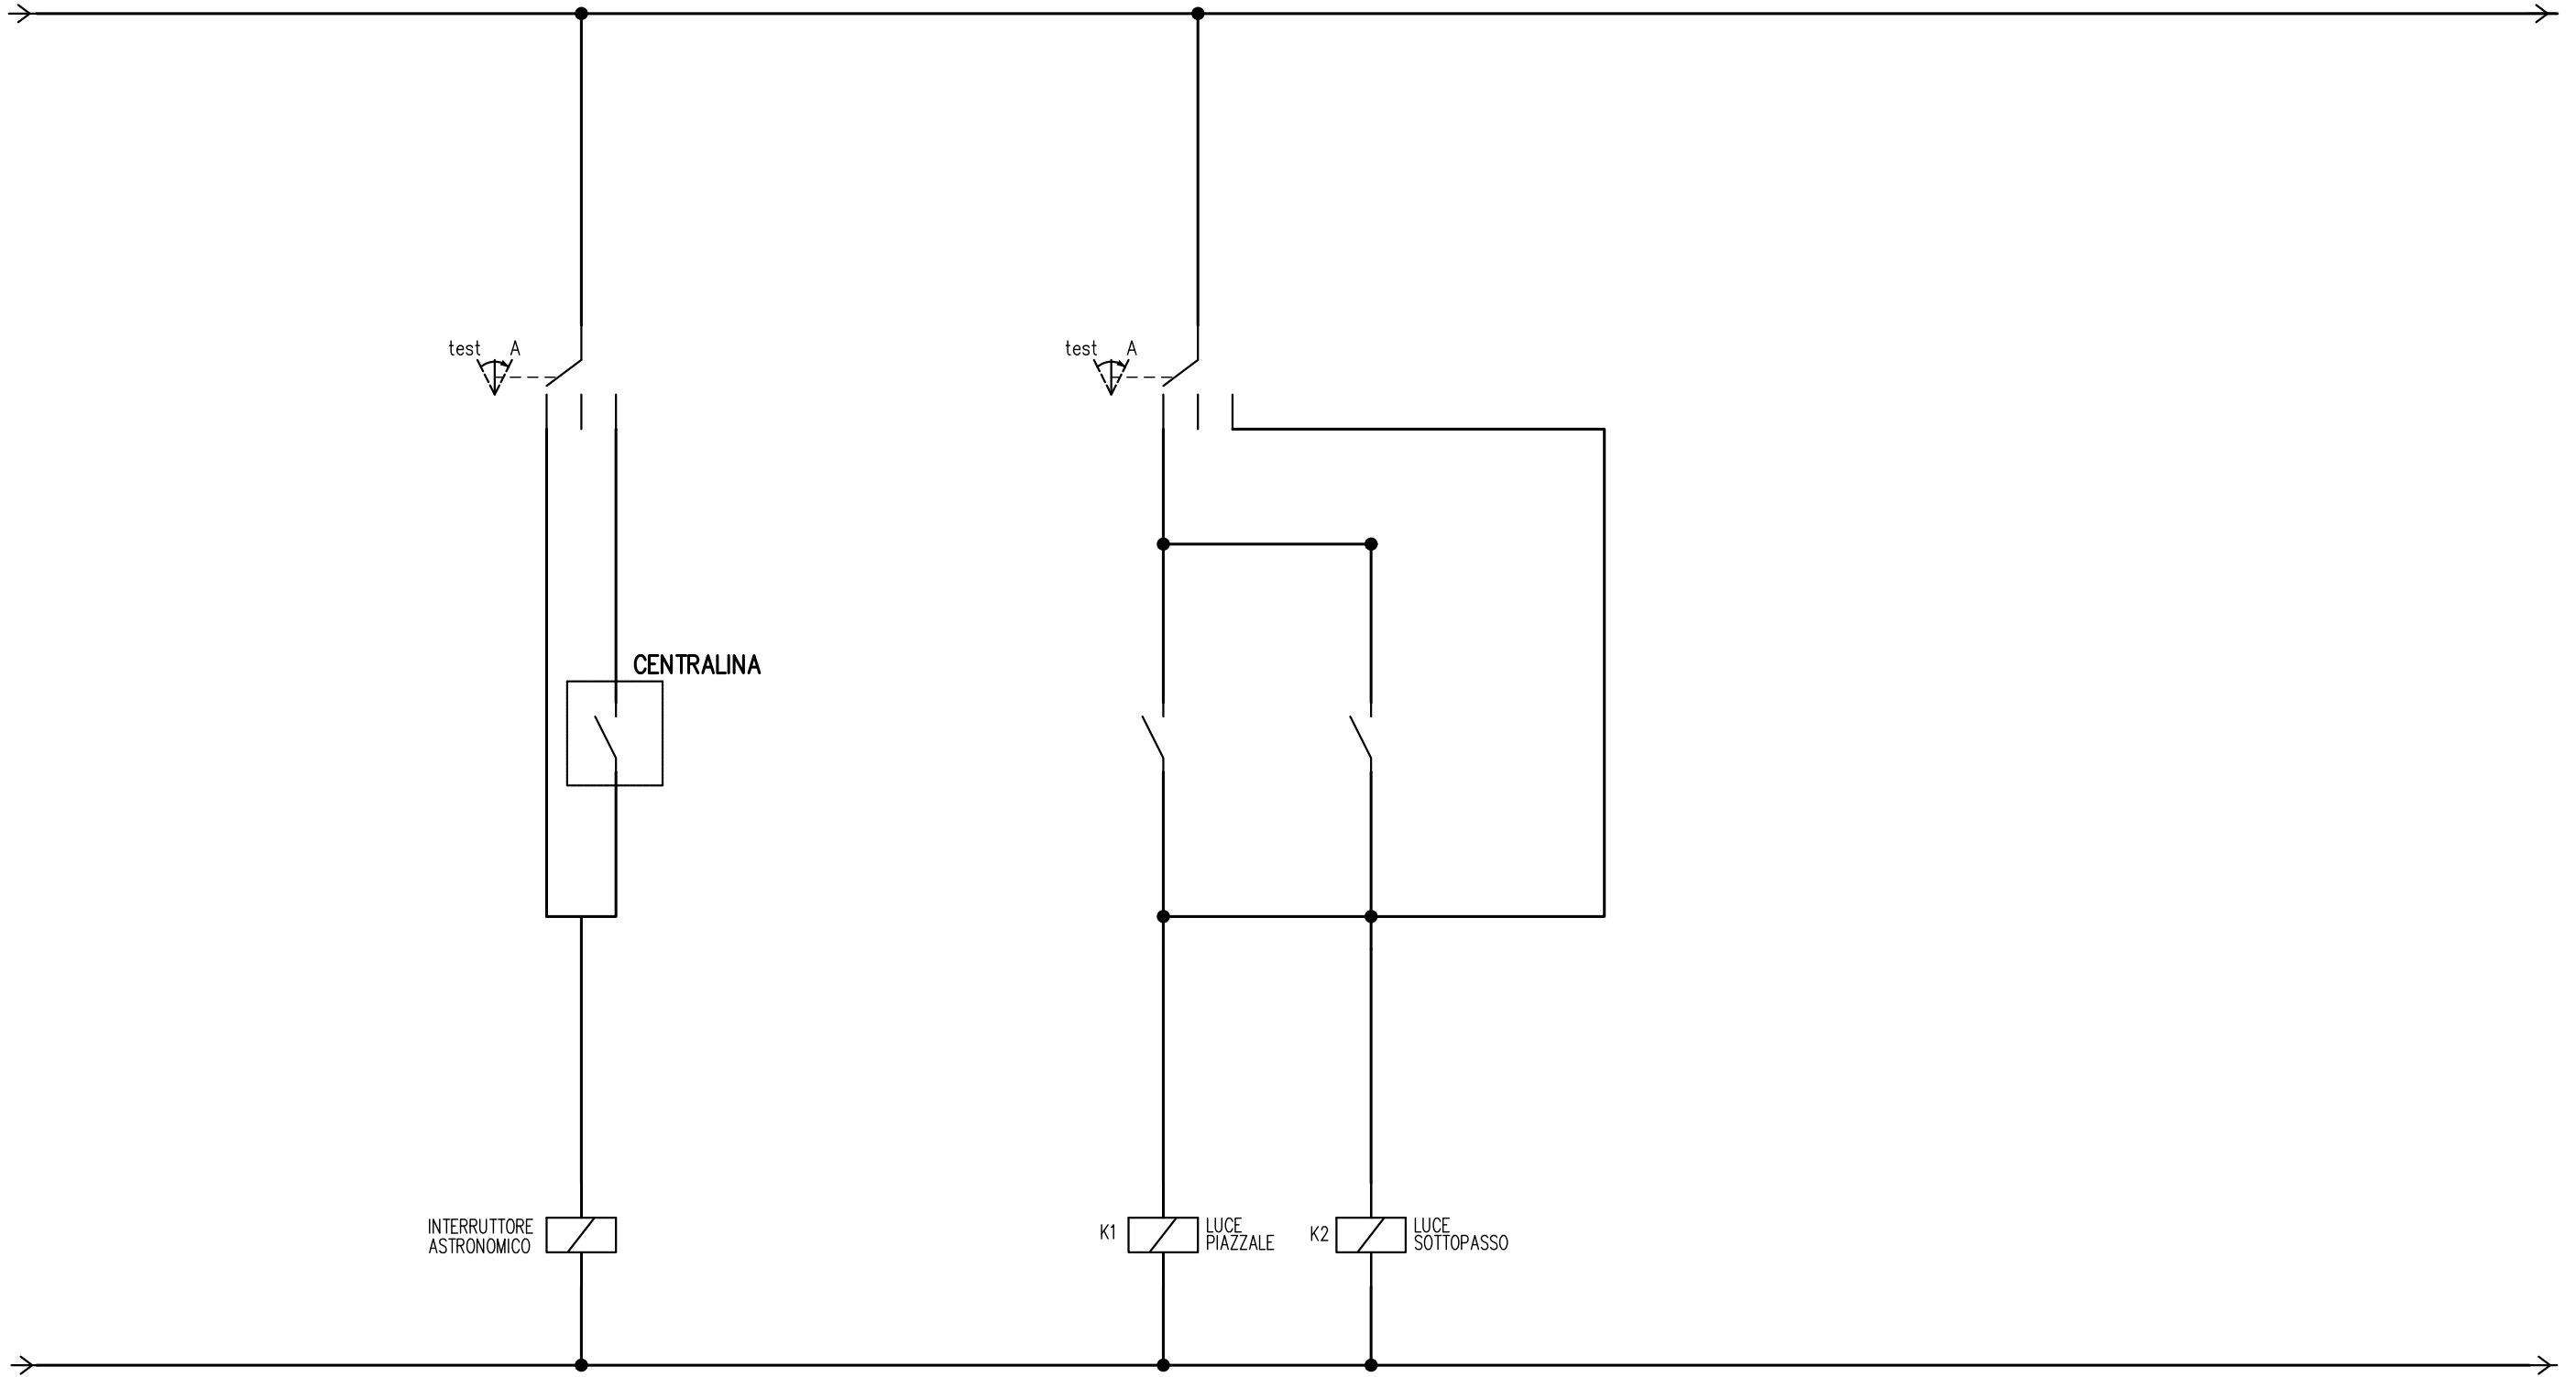 test A
test A
CENTRALINA
INTERRUTTORE
ASTRONOMICO
K1
LUCE
PIAZZALE
K2
LUCE
SOTTOPASSO